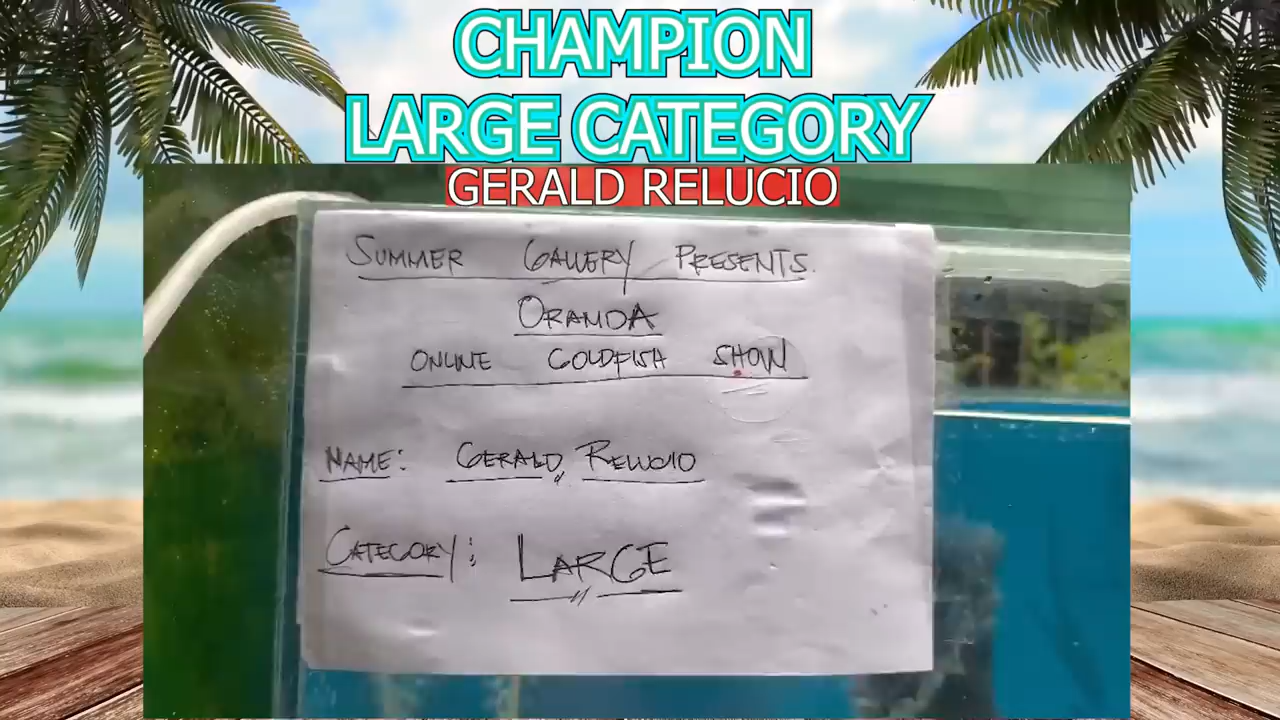 CHAMPION
LARGE CATEGORY
GERALD RELUCIO
SUMMER GALLERY PRESENTS.
ORANDA
ONLINE GOLDFISH SHOW
NAME: GERALD RELUCIO
CATEGORY: LARGE